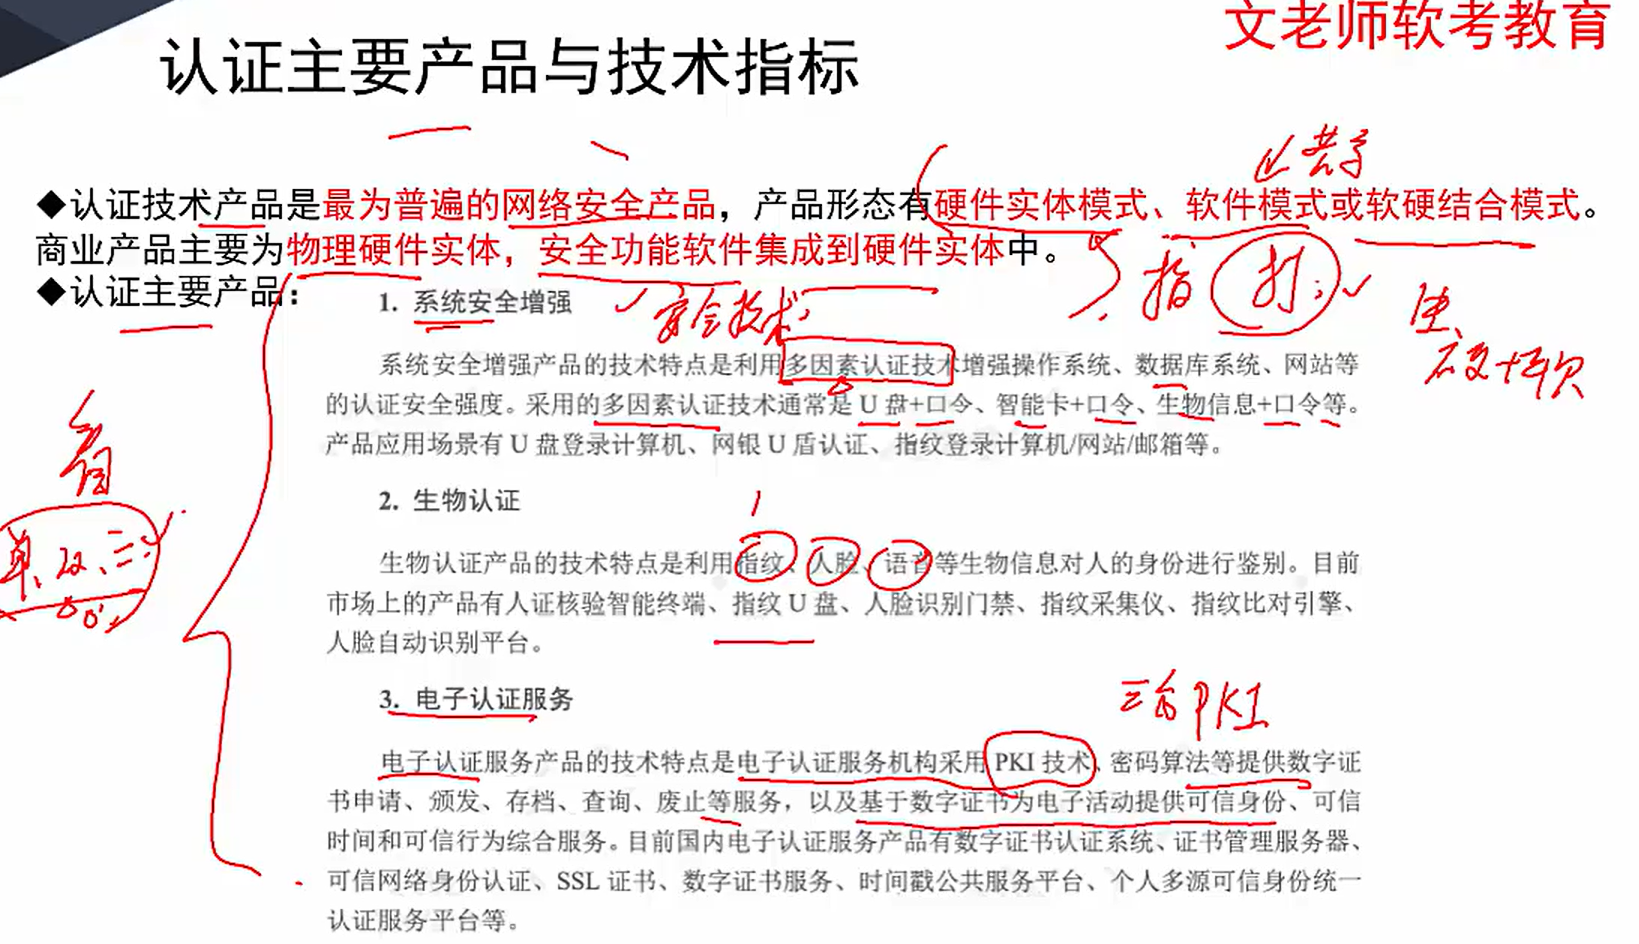 文老师软考教育
认证主要产品与技术指标
◆认证技术产品是最为普遍的网络安全产品，产品形态有硬件实体模式、软件模式或软硬结合模式。
商业产品主要为物理硬件实体，安全功能软件集成到硬件实体中。
◆认证主要产品：
1. 系统安全增强
安全技术
系统安全增强产品的技术特点是利用多因素认证技术增强操作系统、数据库系统、网站等
的认证安全强度。采用的多因素认证技术通常是 U 盘+口令、智能卡+口令、生物信息+口令等。
产品应用场景有 U 盘登录计算机、网银 U 盾认证、指纹登录计算机/网站/邮箱等。
2. 生物认证
生物认证产品的技术特点是利用指纹、人脸、语音等生物信息对人的身份进行鉴别。目前
市场上的产品有人证核验智能终端、指纹 U 盘、人脸识别门禁、指纹采集仪、指纹比对引擎、
人脸自动识别平台。
3. 电子认证服务
PKI
电子认证服务产品的技术特点是电子认证服务机构采用 PKI 技术、密码算法等提供数字证
书申请、颁发、存档、查询、废止等服务，以及基于数字证书为电子活动提供可信身份、可信
时间和可信行为综合服务。目前国内电子认证服务产品有数字证书认证系统、证书管理服务器、
可信网络身份认证、SSL 证书、数字证书服务、时间戳公共服务平台、个人多源可信身份统一
认证服务平台等。